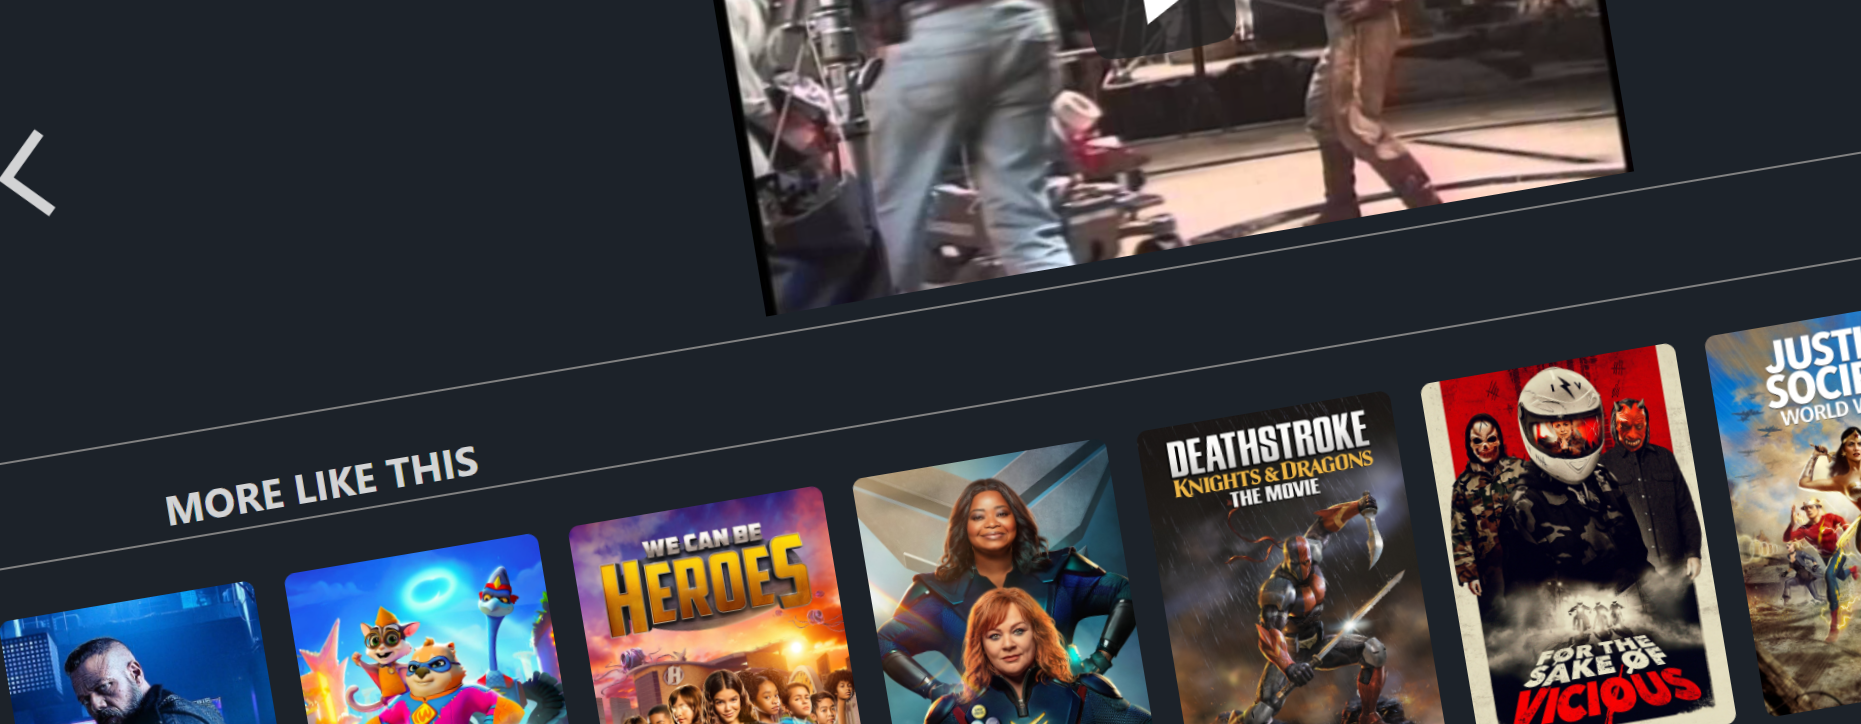 MORE LIKE THIS
WE CAN BE
HEROES
H
W
DEATHSTROKE
KNIGHTS & DRAGONS
THE MOVIE
FOR THE
SAKE OF
VICIOUS
JUSTI
SOCIE
WORLD W